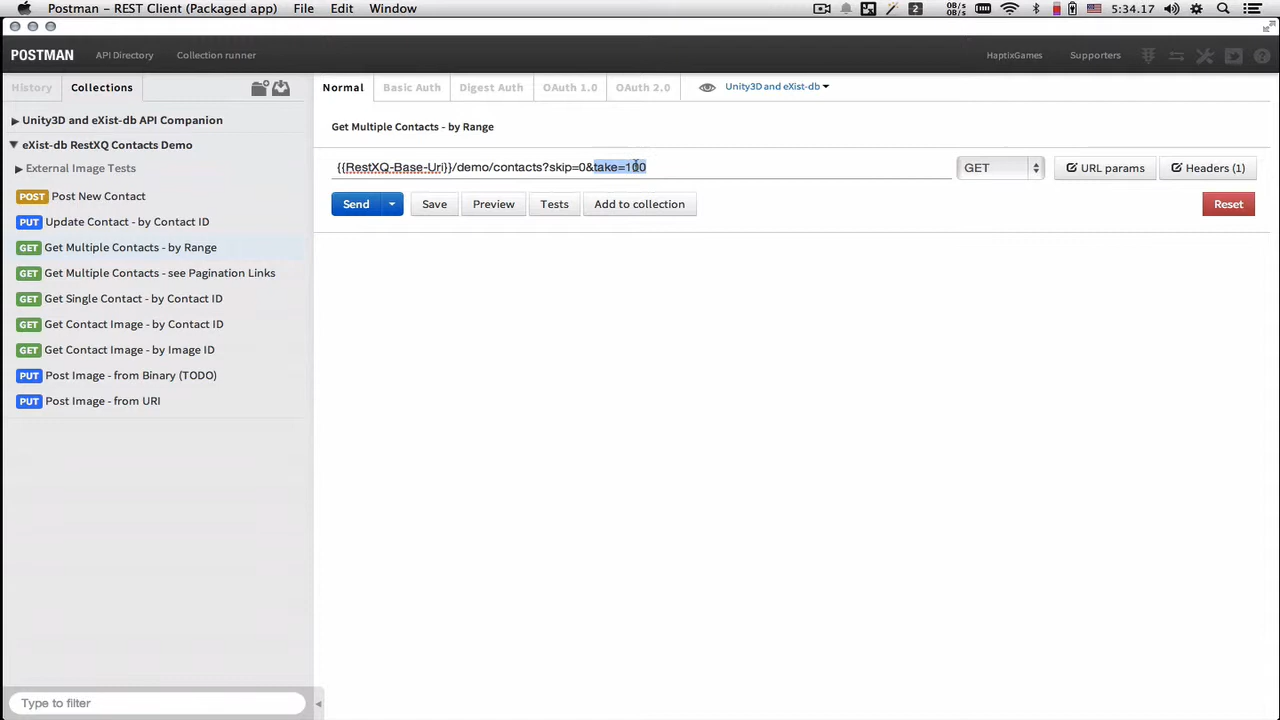 Postman - REST Client (Packaged app) File Edit Window 2 0B/s 0B/s 5:34.17
POSTMAN API Directory Collection runner HaptixGames Supporters
History Collections Normal Basic Auth Digest Auth OAuth 1.0 OAuth 2.0 Unity3D and eXist-db
Unity3D and eXist-db API Companion
Get Multiple Contacts - by Range
eXist-db RestXQ Contacts Demo
External Image Tests
{{RestXQ-Base-Uri}}/demo/contacts?skip=0&take=100 GET URL params Headers (1)
POST Post New Contact
Send Save Preview Tests Add to collection Reset
PUT Update Contact - by Contact ID
GET Get Multiple Contacts - by Range
GET Get Multiple Contacts - see Pagination Links
GET Get Single Contact - by Contact ID
GET Get Contact Image - by Contact ID
GET Get Contact Image - by Image ID
PUT Post Image - from Binary (TODO)
PUT Post Image - from URI
Type to filter